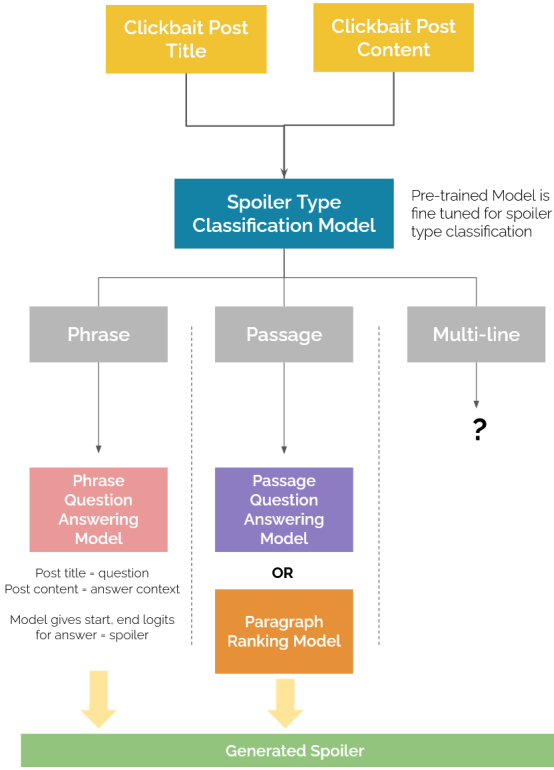 Clickbait Post
Title
Clickbait Post
Content
Spoiler Type
Classification Model
Pre-trained Model is
fine tuned for spoiler
type classification
Phrase
Passage
Multi-line
?
Phrase
Question
Answering
Model
Passage
Question
Answering
Model
Post title = question
Post content = answer context
OR
Model gives start, end logits
for answer = spoiler
Paragraph
Ranking Model
Generated Spoiler